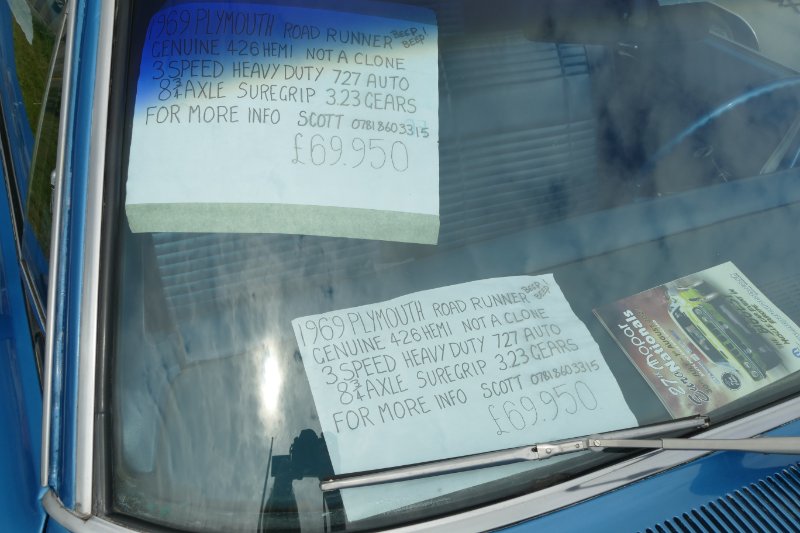 1969 PLYMOUTH ROAD RUNNER BEEP BEEP!
GENUINE 426 HEMI NOT A CLONE
3 SPEED HEAVY DUTY 727 AUTO
8¾ AXLE SUREGRIP 3.23 GEARS
FOR MORE INFO SCOTT 07818603315
£69.950
1969 PLYMOUTH ROAD RUNNER BEEP BEEP!
GENUINE 426 HEMI NOT A CLONE
3 SPEED HEAVY DUTY 727 AUTO
8¾ AXLE SUREGRIP 3.23 GEARS
FOR MORE INFO SCOTT 07818603315
£69.950
27 Mopar
Euro
Nationals